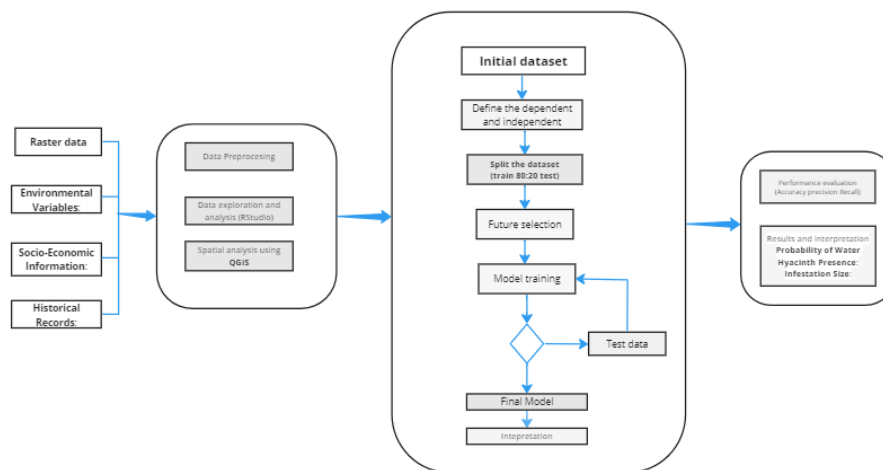 Raster data
Environmental
Variables:
Socio-Economic
Information:
Historical
Records:
Data Preprocesing
Data exploration and
analysis (RStudio)
Spatial analysis using
QGIS
Initial dataset
Define the dependent
and independent
Split the dataset
(train 80:20 test)
Future selection
Model training
Test data
Final Model
Intepretation
Performance evaluation
(Accuracy precision Recall)
Results and interpretation
Probability of Water
Hyacinth Presence:
Infestation Size: